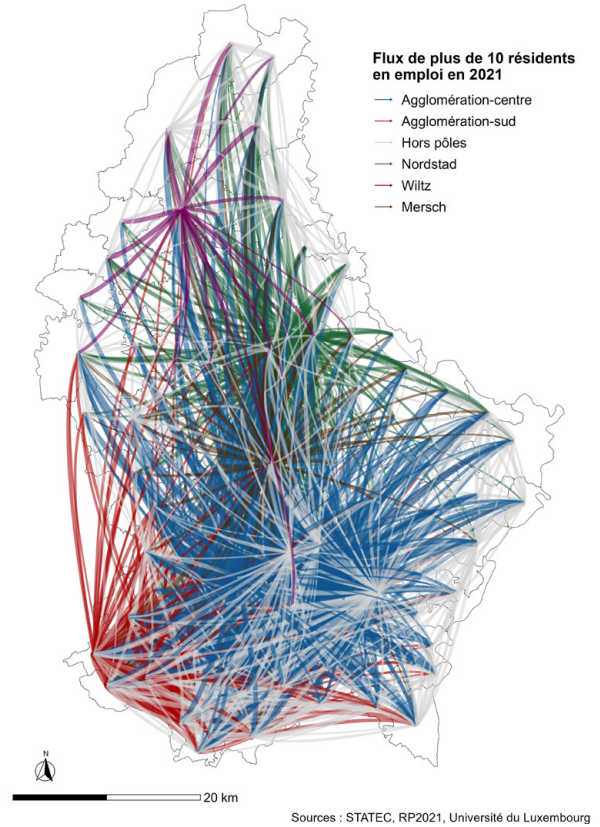 Flux de plus de 10 résidents
en emploi en 2021
Agglomération-centre
Agglomération-sud
Hors pôles
Nordstad
Wiltz
Mersch
N
20 km
Sources : STATEC, RP2021, Université du Luxembourg